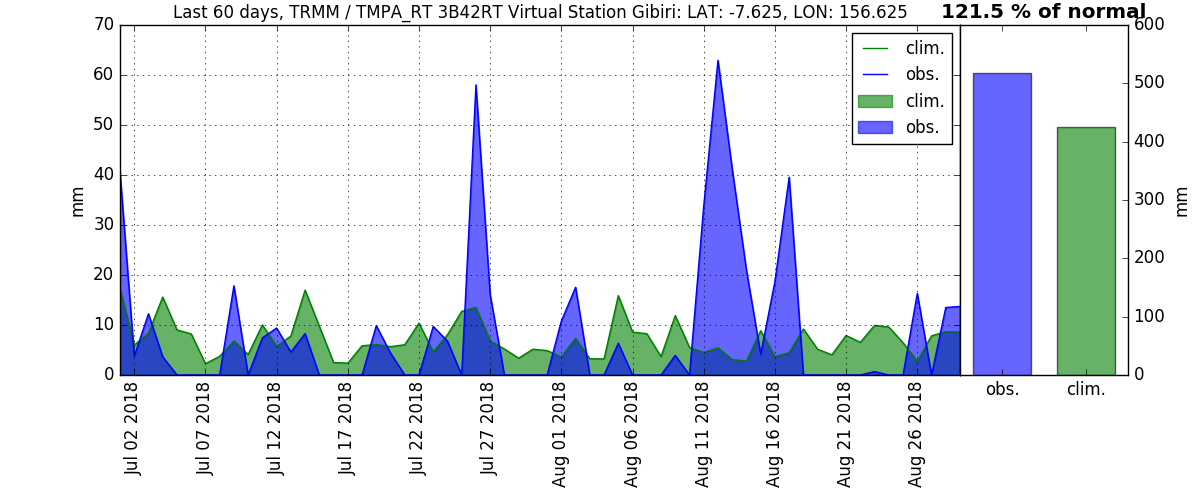 Last 60 days, TRMM / TMPA_RT 3B42RT Virtual Station Gibiri: LAT: -7.625, LON: 156.625
121.5 % of normal
70
60
50
40
30
20
10
0
mm
clim.
obs.
clim.
obs.
Jul 02 2018
Jul 07 2018
Jul 12 2018
Jul 17 2018
Jul 22 2018
Jul 27 2018
Aug 01 2018
Aug 06 2018
Aug 11 2018
Aug 16 2018
Aug 21 2018
Aug 26 2018
600
500
400
300
200
100
0
mm
obs.
clim.